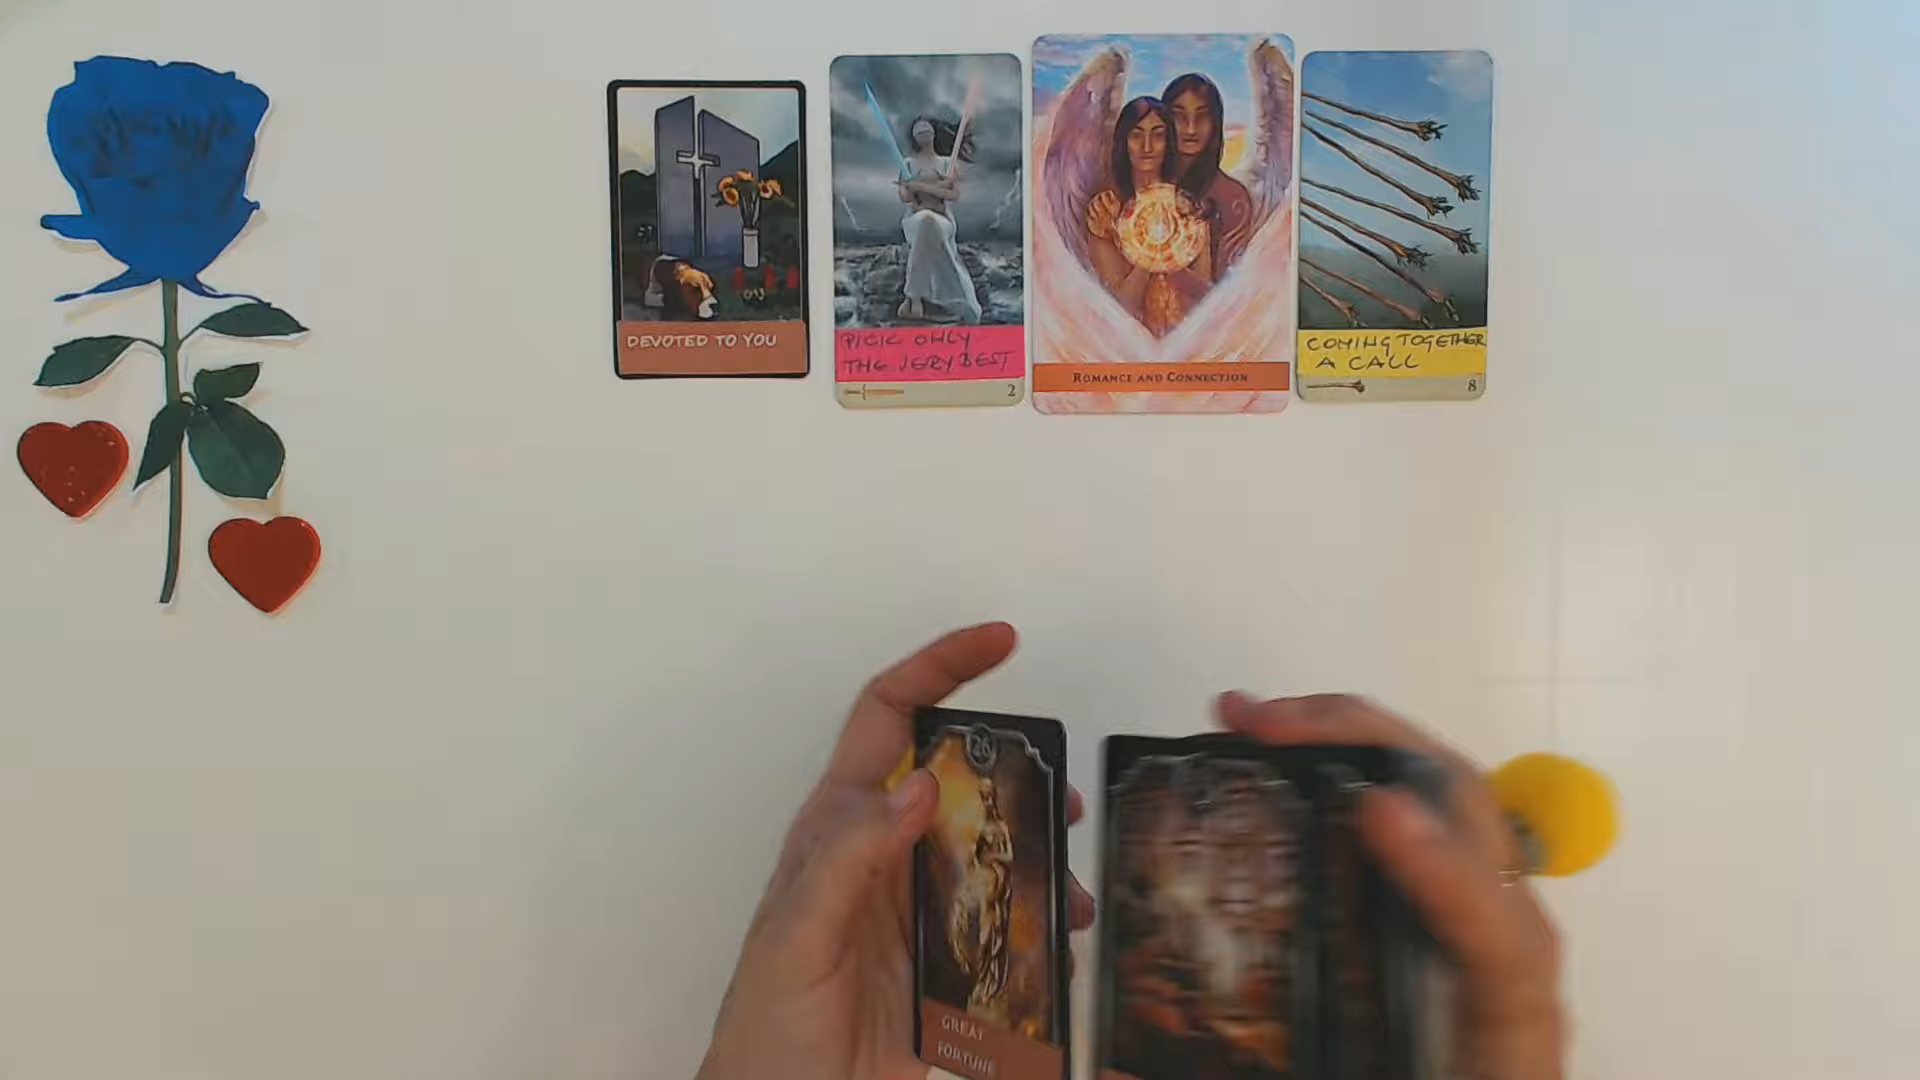 DEVOTED TO YOU
PICK ONLY
THE VERY BEST
2
ROMANCE AND CONNECTION
COMING TOGETHER
A CALL
8
26
GREAT
FORTUNE